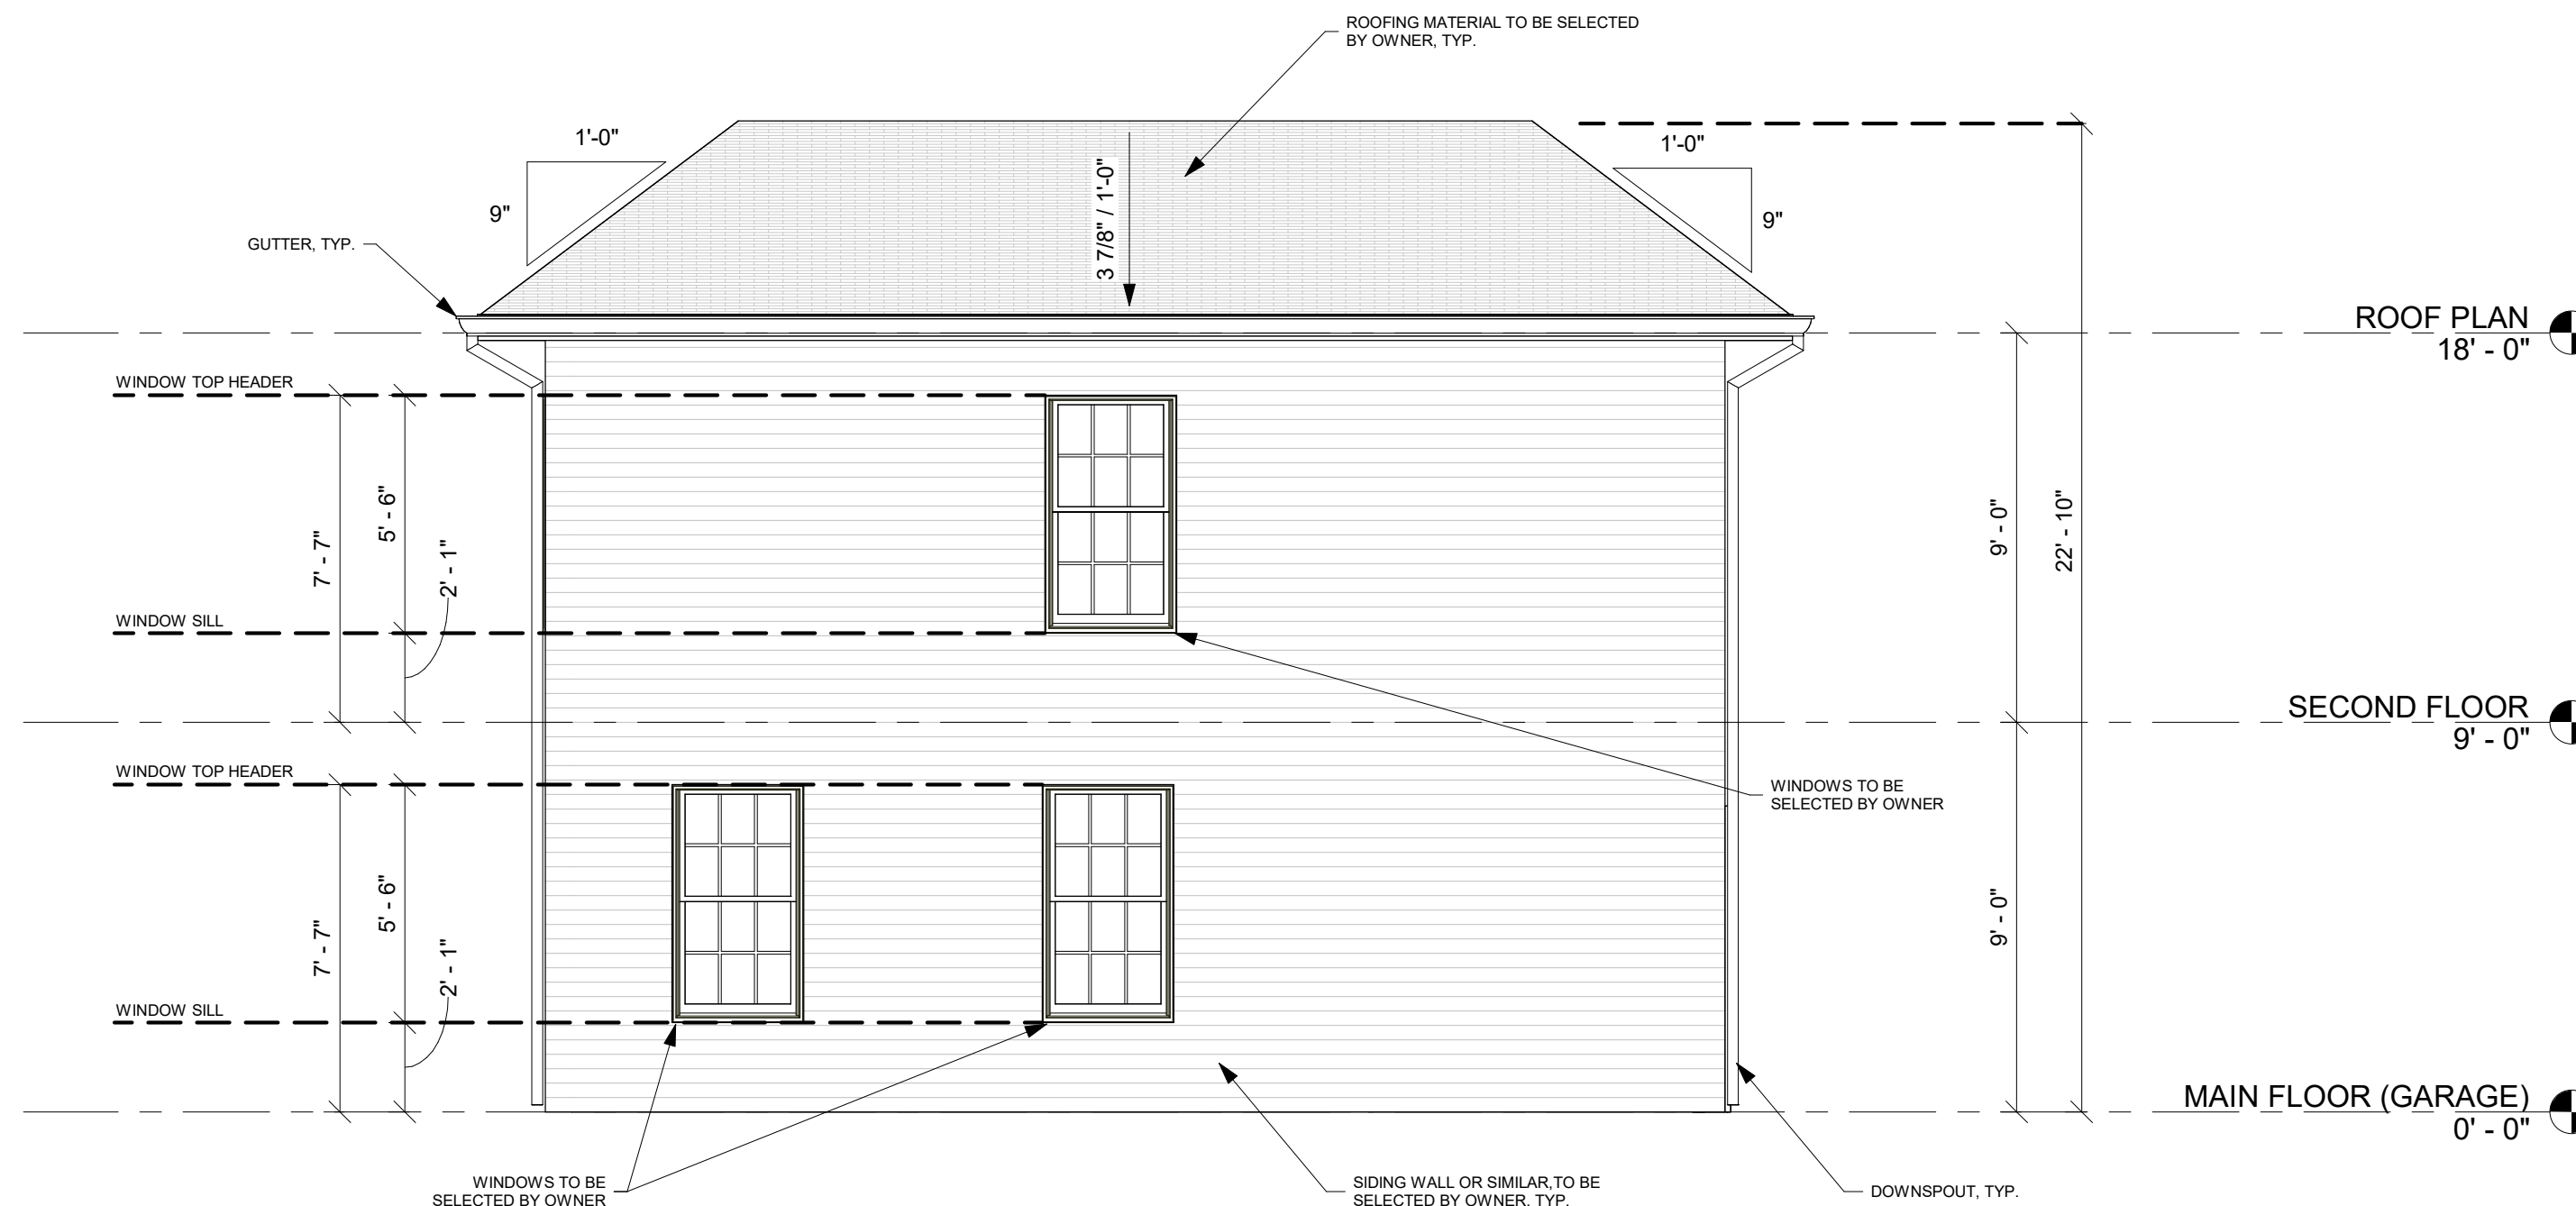 ROOFING MATERIAL TO BE SELECTED
BY OWNER, TYP.
1'-0"
9"
3 7/8" / 1'-0"
1'-0"
9"
GUTTER, TYP.
ROOF PLAN
18' - 0"
WINDOW TOP HEADER
7' - 7"
5' - 6"
2' - 1"
9' - 0"
22' - 10"
WINDOW SILL
SECOND FLOOR
9' - 0"
WINDOW TOP HEADER
WINDOWS TO BE
SELECTED BY OWNER
7' - 7"
5' - 6"
2' - 1"
9' - 0"
WINDOW SILL
MAIN FLOOR (GARAGE)
0' - 0"
WINDOWS TO BE
SELECTED BY OWNER
SIDING WALL OR SIMILAR,TO BE
SELECTED BY OWNER, TYP.
DOWNSPOUT, TYP.